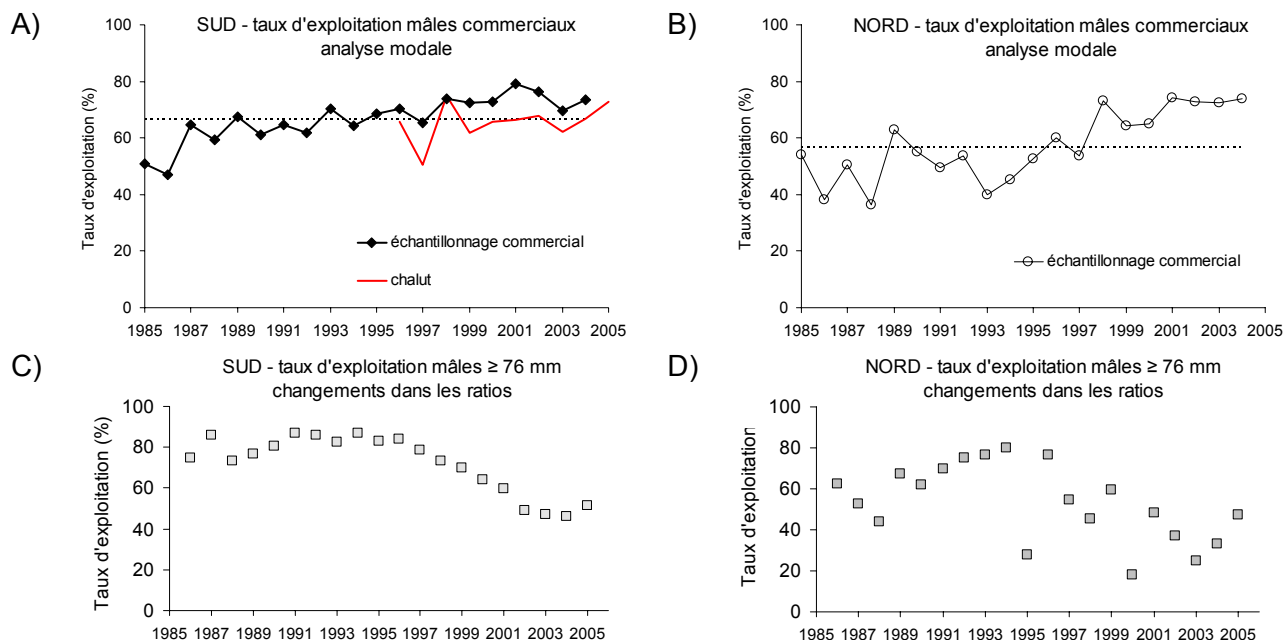 A)
SUD - taux d'exploitation mâles commerciaux
analyse modale
Taux d'exploitation (%)
100
80
60
40
20
0
échantillonnage commercial
chalut
1985 1987 1989 1991 1993 1995 1997 1999 2001 2003 2005
B)
NORD - taux d'exploitation mâles commerciaux
analyse modale
Taux d'exploitation (%)
100
80
60
40
20
0
échantillonnage commercial
1985 1987 1989 1991 1993 1995 1997 1999 2001 2003 2005
C)
SUD - taux d'exploitation mâles ≥ 76 mm
changements dans les ratios
Taux d'exploitation (%)
100
80
60
40
20
0
1985 1987 1989 1991 1993 1995 1997 1999 2001 2003 2005
D)
NORD - taux d'exploitation mâles ≥ 76 mm
changements dans les ratios
Taux d'exploitation
100
80
60
40
20
0
1985 1987 1989 1991 1993 1995 1997 1999 2001 2003 2005